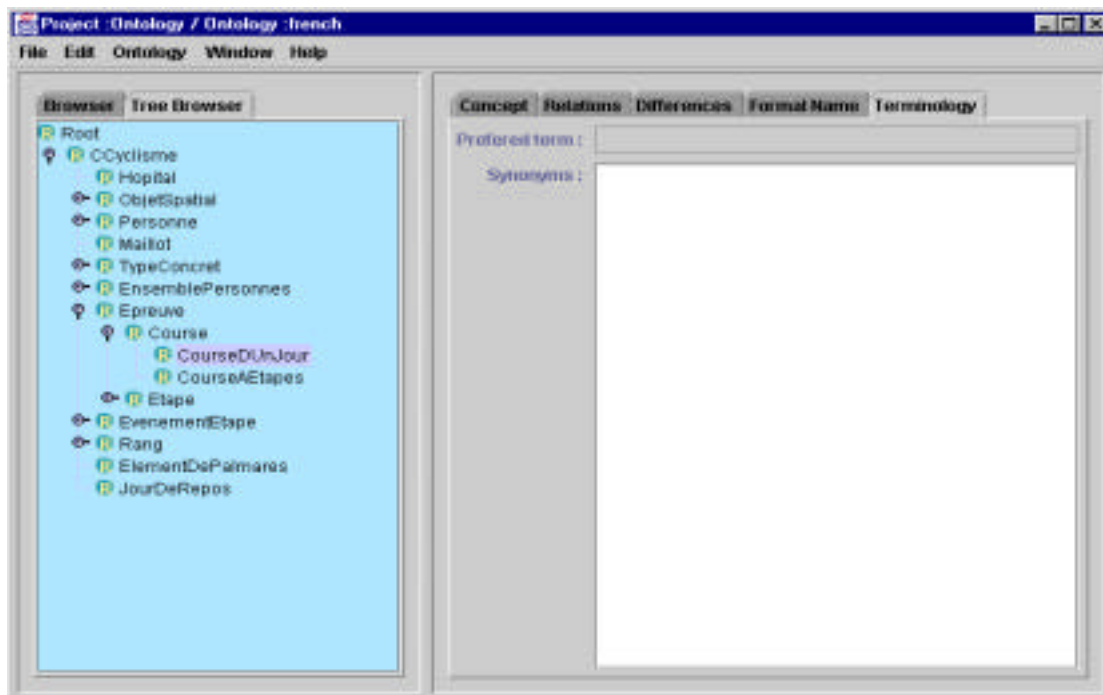 Project :Ontology / Ontology :french
File Edit Ontology Window Help
Browser Tree Browser
Root
CCyclisme
Hopital
ObjetSpatial
Personne
Maillot
TypeConcret
EnsemblePersonnes
Epreuve
Course
CourseDUnJour
CourseAEtapes
Etape
EvenementEtape
Rang
ElementDePalmares
JourDeRepos
Concept Relations Differences Formal Name Terminology
Prefered term :
Synonyms :